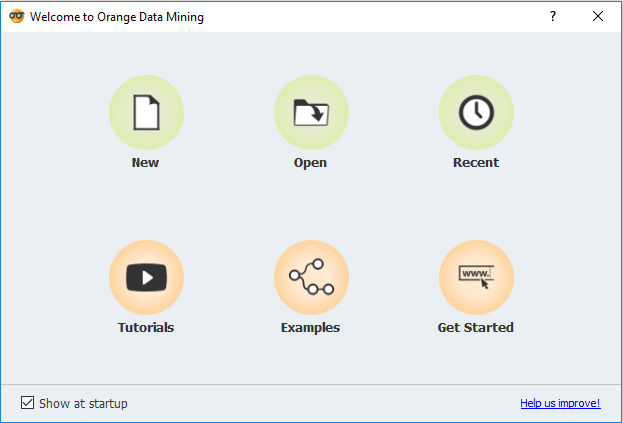 Welcome to Orange Data Mining
?
New Open Recent
www.
Tutorials Examples Get Started
Show at startup Help us improve!